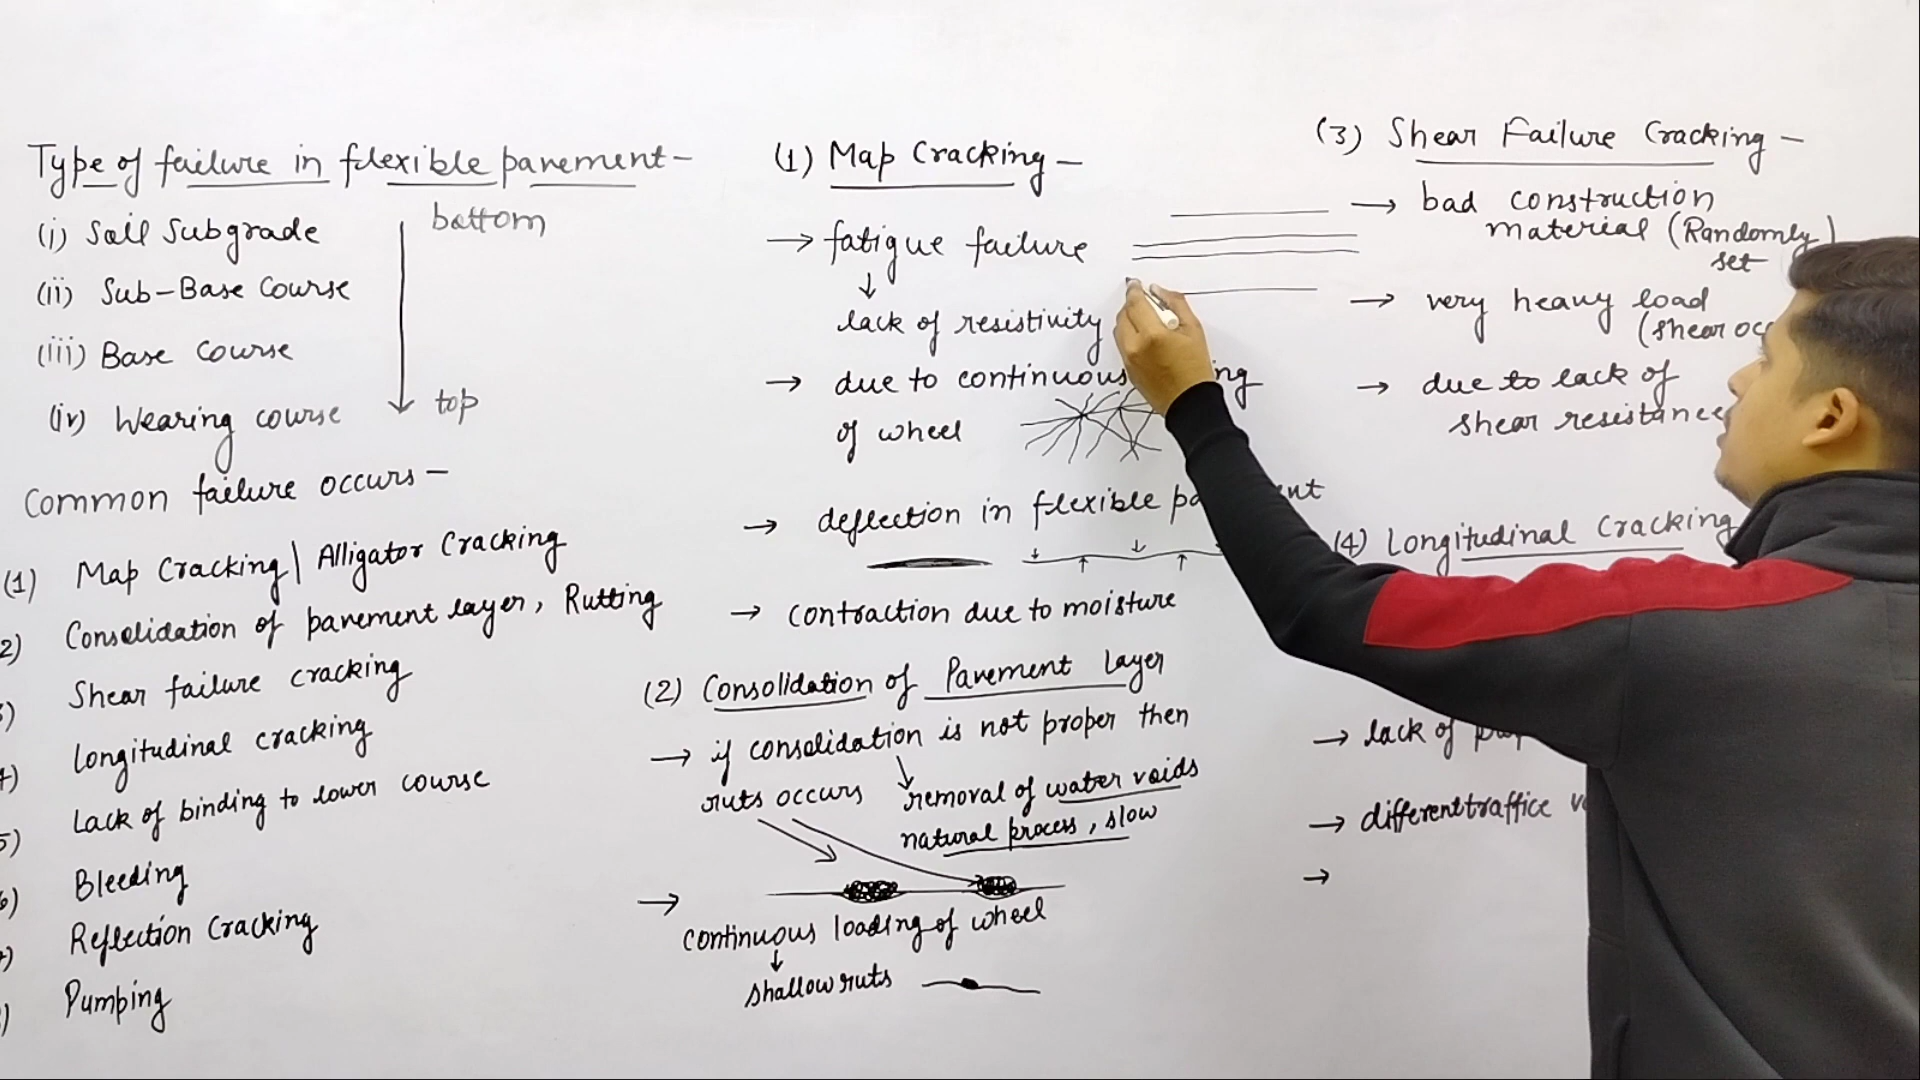 Type of failure in flexible pavement-
(i) Soil Subgrade
bottom
(ii) Sub-Base Course
(iii) Base Course
(iv) Wearing course
top
Common failure occurs-
(1) Map Cracking| Alligator Cracking
2) Consolidation of pavement layer, Rutting
Shear failure cracking
Longitudinal cracking
Lack of binding to lower course
Bleeding
Reflection Cracking
Pumping
(1) Map Cracking-
→ fatigue failure
↓
lack of resistivity
→ due to continuous
of wheel
→ deflection in flexible
→ contraction due to moisture
(2) Consolidation of Pavement Layer
→ if consolidation is not proper then
ruts occurs
removal of water voids
natural process, slow
→
continuous loading of wheel
↓
shallow ruts
(3) Shear Failure Cracking-
→ bad construction
material (Randomly)
set
→ very heavy load
(shear
→ due to lack of
shear resistance
(4) Longitudinal Cracking
→ lack of
→ different traffice
→